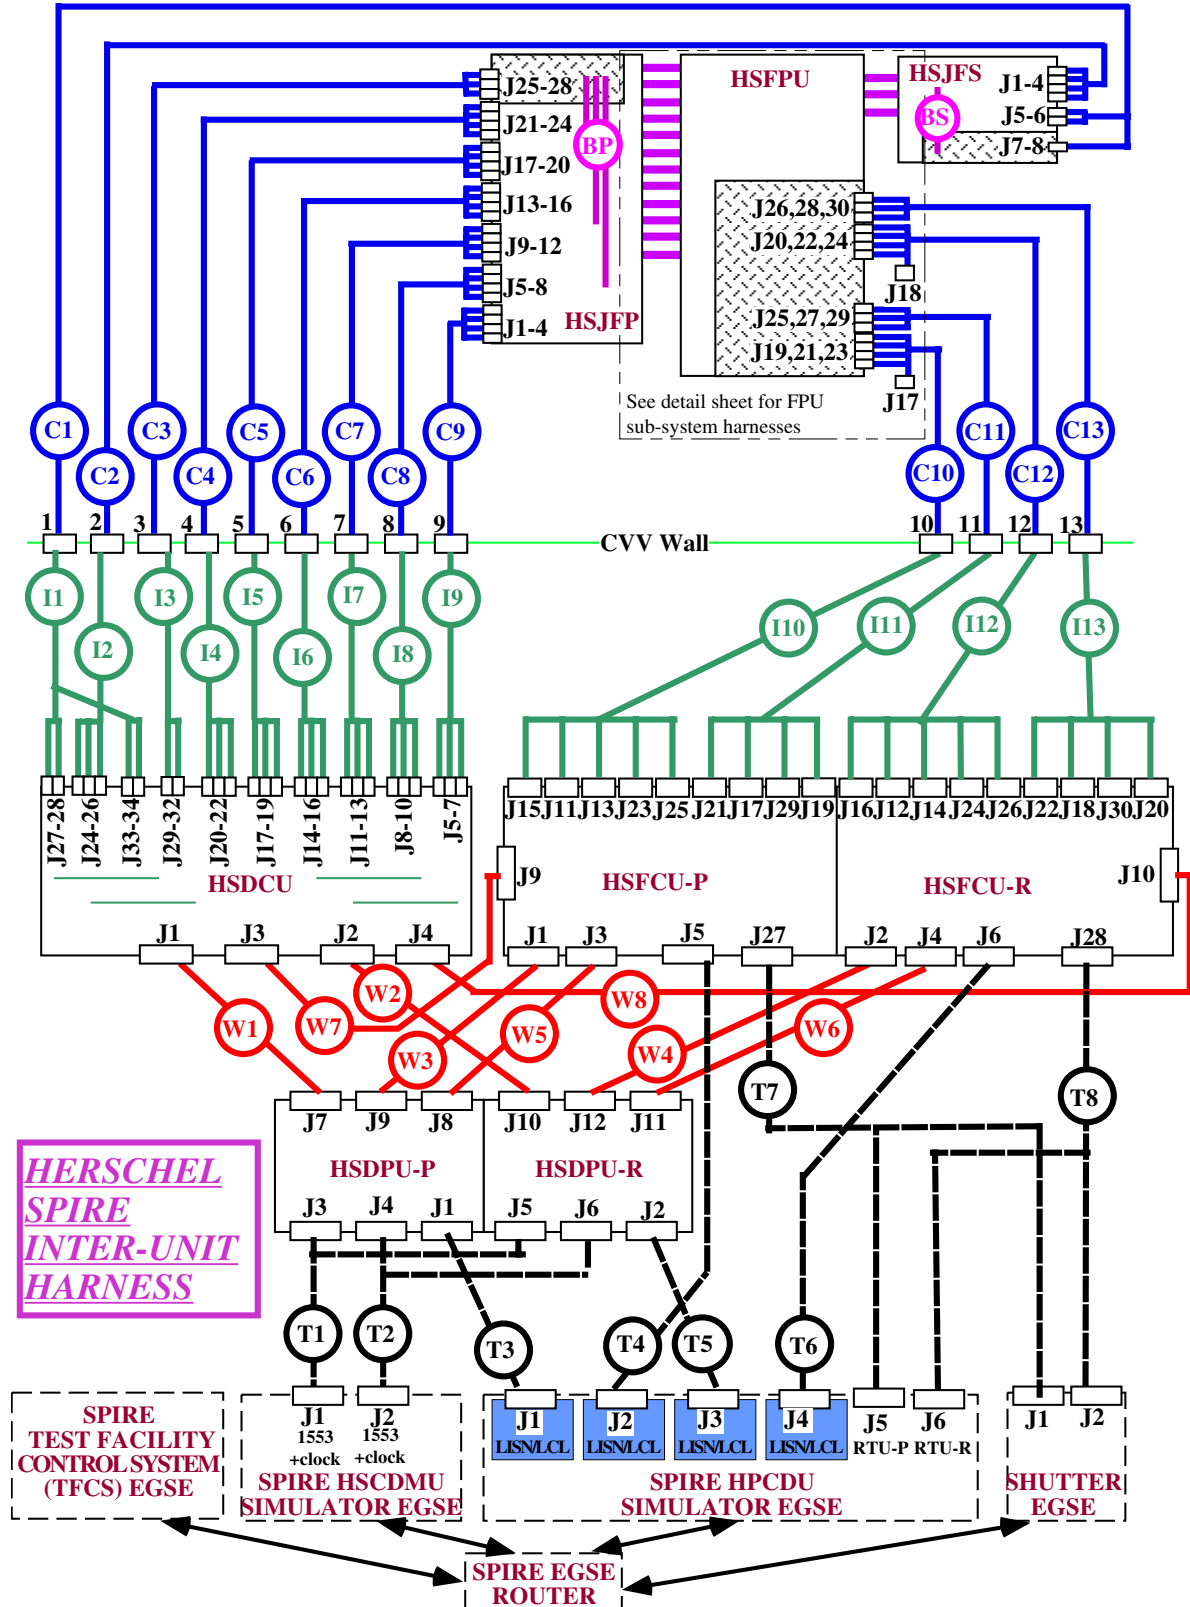 HSJFP
J25-28
J21-24
J17-20
J13-16
J9-12
J5-8
J1-4
BP
HSFPU
J26,28,30
J20,22,24
J18
J25,27,29
J19,21,23
J17
HSJFS
J1-4
J5-6
J7-8
BS
See detail sheet for FPU
sub-system harnesses
C1
C2
C3
C4
C5
C6
C7
C8
C9
C10
C11
C12
C13
1
2
3
4
5
6
7
8
9
10
11
12
13
CVV Wall
I1
I2
I3
I4
I5
I6
I7
I8
I9
I10
I11
I12
I13
J27-28
J24-26
J33-34
J29-32
J20-22
J17-19
J14-16
J11-13
J8-10
J5-7
HSDCU
J1
J3
J2
J4
J15
J11
J13
J23
J25
J21
J17
J29
J19
J16
J12
J14
J24
J26
J22
J18
J30
J20
J9
HSFCU-P
HSFCU-R
J10
J1
J3
J5
J27
J2
J4
J6
J28
W1
W7
W2
W3
W5
W8
W4
W6
T7
T8
J7
J9
J8
J10
J12
J11
HSDPU-P
HSDPU-R
J3
J4
J1
J5
J6
J2
HERSCHEL
SPIRE
INTER-UNIT
HARNESS
T1
T2
T3
T4
T5
T6
SPIRE
TEST FACILITY
CONTROL SYSTEM
(TFCS) EGSE
J1
1553
+clock
J2
1553
+clock
SPIRE HSCDMU
SIMULATOR EGSE
J1
LISN/LCL
J2
LISN/LCL
J3
LISN/LCL
J4
LISN/LCL
J5
RTU-P
J6
RTU-R
SPIRE HPCDU
SIMULATOR EGSE
J1
J2
SHUTTER
EGSE
SPIRE EGSE
ROUTER